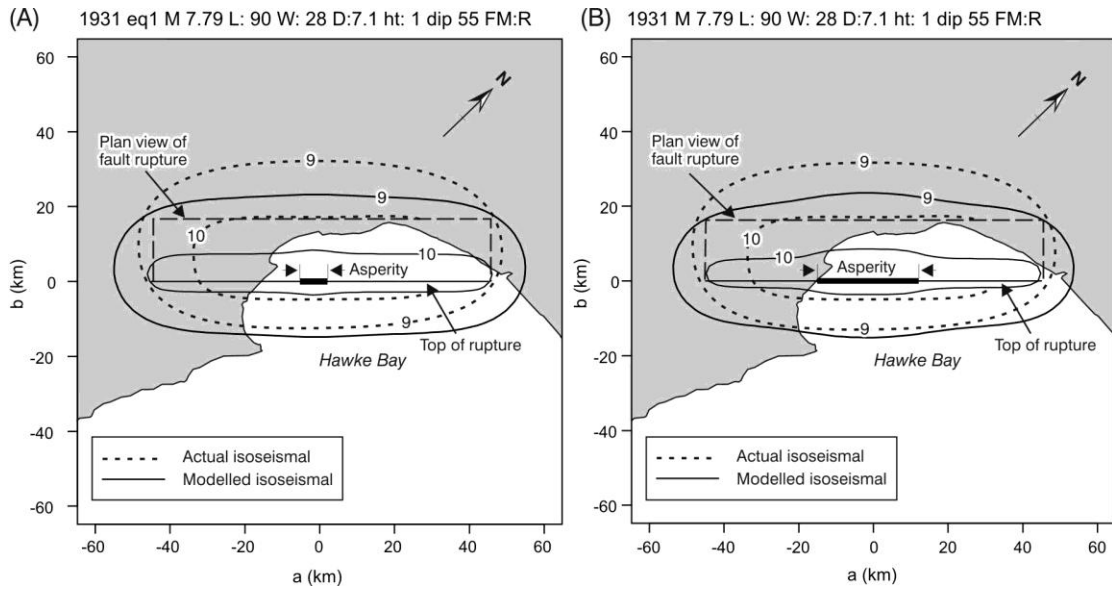 (A) 1931 eq1 M 7.79 L: 90 W: 28 D:7.1 ht: 1 dip 55 FM:R
60
40
20
0
-20
-40
-60
b (km)
N
Plan view of
fault rupture
9
9
10
10
Asperity
9
Top of rupture
Hawke Bay
Actual isoseismal
Modelled isoseismal
-60 -40 -20 0 20 40 60
a (km)
(B) 1931 M 7.79 L: 90 W: 28 D:7.1 ht: 1 dip 55 FM:R
60
40
20
0
-20
-40
-60
b (km)
N
Plan view of
fault rupture
9
9
10
10
Asperity
9
Top of rupture
Hawke Bay
Actual isoseismal
Modelled isoseismal
-60 -40 -20 0 20 40 60
a (km)